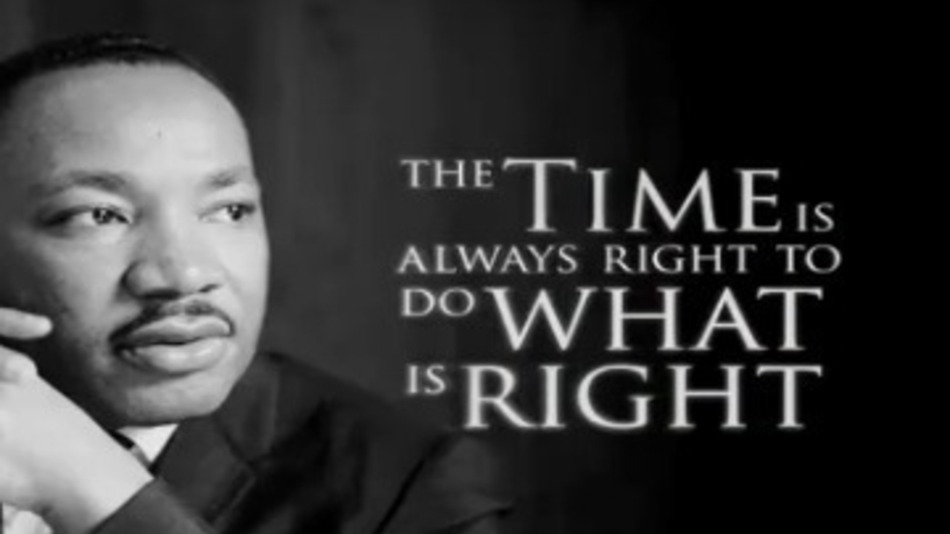 THE TIME IS
ALWAYS RIGHT TO
DO WHAT
IS RIGHT